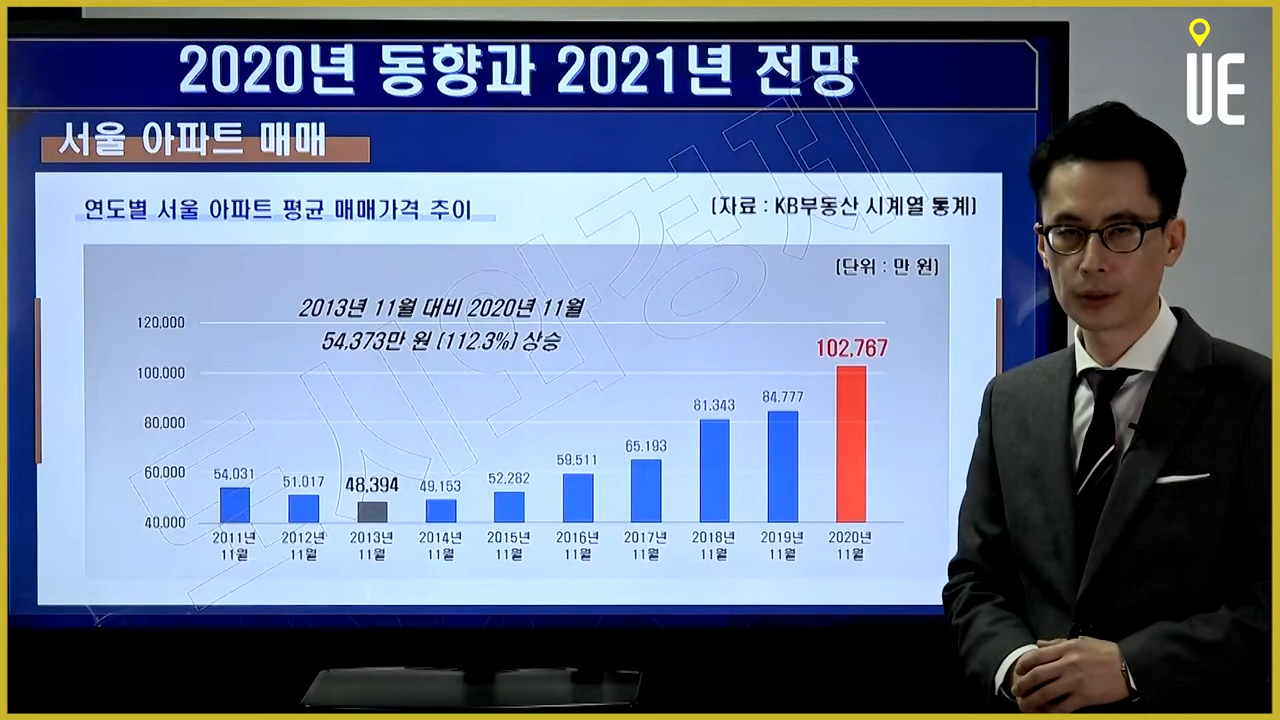 2020년 동향과 2021년 전망
UE
서울 아파트 매매
연도별 서울 아파트 평균 매매가격 추이
(자료 : KB부동산 시계열 통계)
(단위 : 만 원)
2013년 11월 대비 2020년 11월
54,373만 원 (112.3%) 상승
120,000
100,000
80,000
60,000
40,000
54,031
51,017
48,394
49,153
52,282
59,511
65,193
81,343
84,777
102,767
2011년 11월
2012년 11월
2013년 11월
2014년 11월
2015년 11월
2016년 11월
2017년 11월
2018년 11월
2019년 11월
2020년 11월
도시와경제